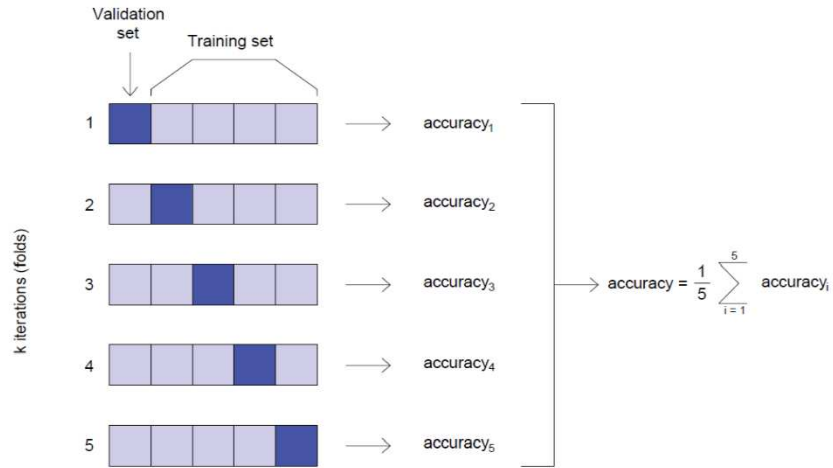 Validation
set
Training set
k iterations (folds)
1
accuracy₁
2
accuracy₂
3
accuracy₃
4
accuracy₄
5
accuracy₅
accuracy = 1/5 5∑i = 1 accuracyᵢ